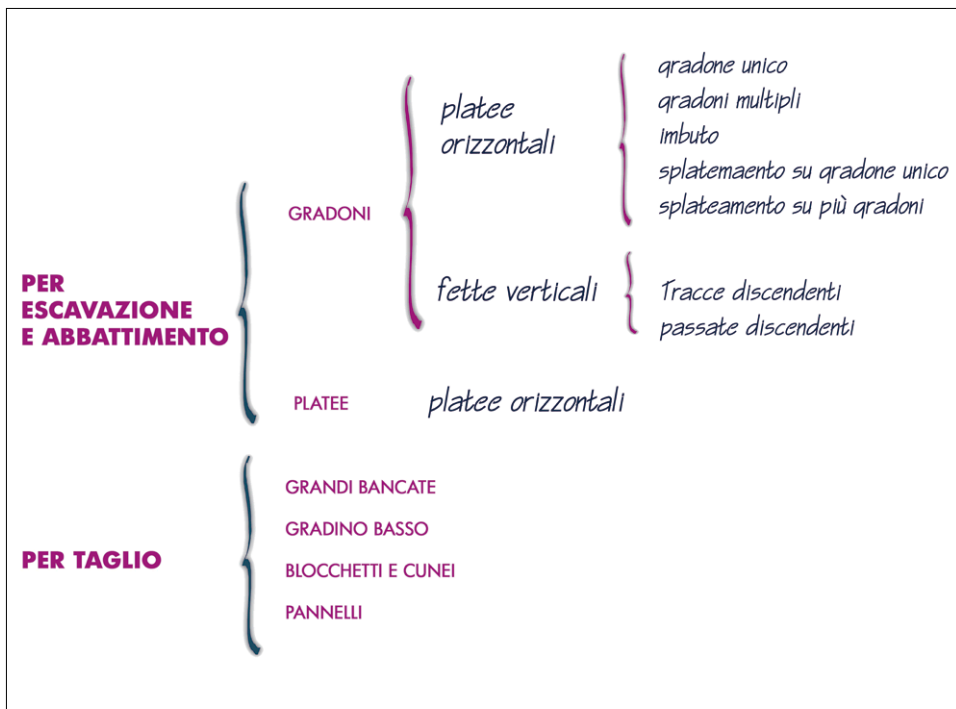 PER
ESCAVAZIONE
E ABBATTIMENTO
GRADONI
platee
orizzontali
gradone unico
gradoni multipli
imbuto
splatemaento su gradone unico
splateamento su più gradoni
fette verticali
Tracce discendenti
passate discendenti
PLATEE
platee orizzontali
PER TAGLIO
GRANDI BANCATE
GRADINO BASSO
BLOCCHETTI E CUNEI
PANNELLI